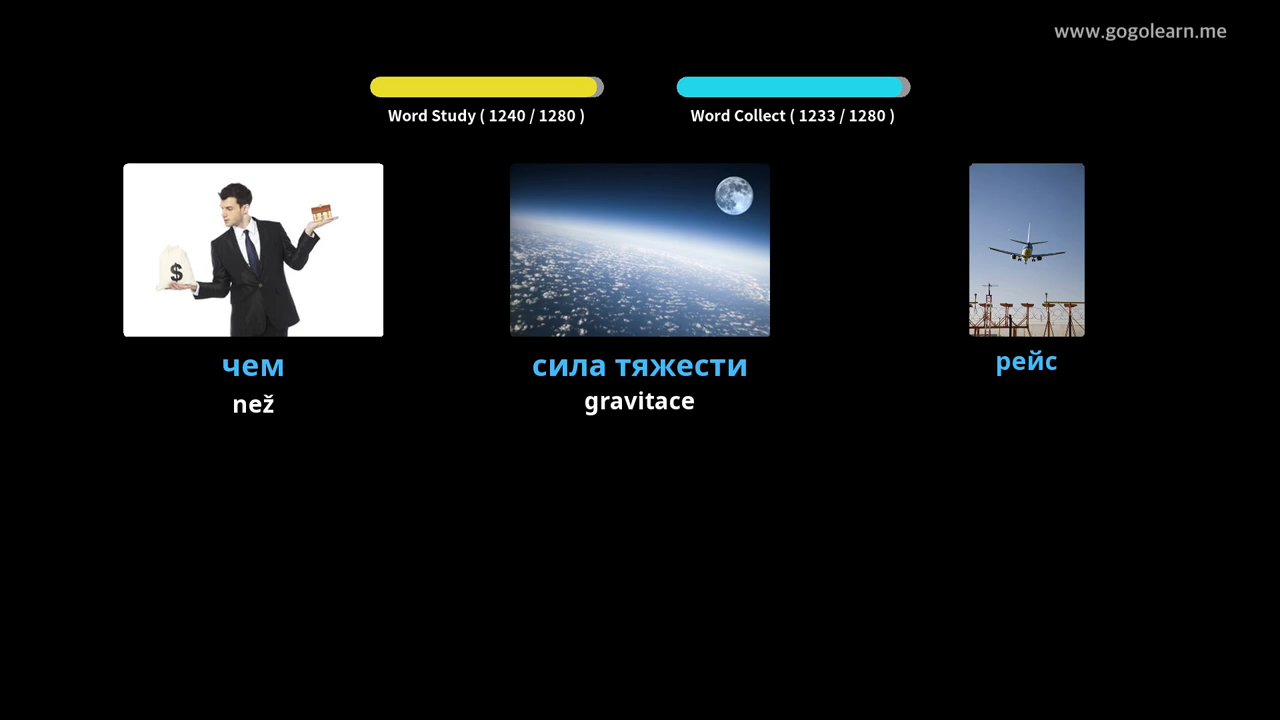 www.gogolearn.me
Word Study ( 1240 / 1280 )
Word Collect ( 1233 / 1280 )
$
чем
než
сила тяжести
gravitace
рейс